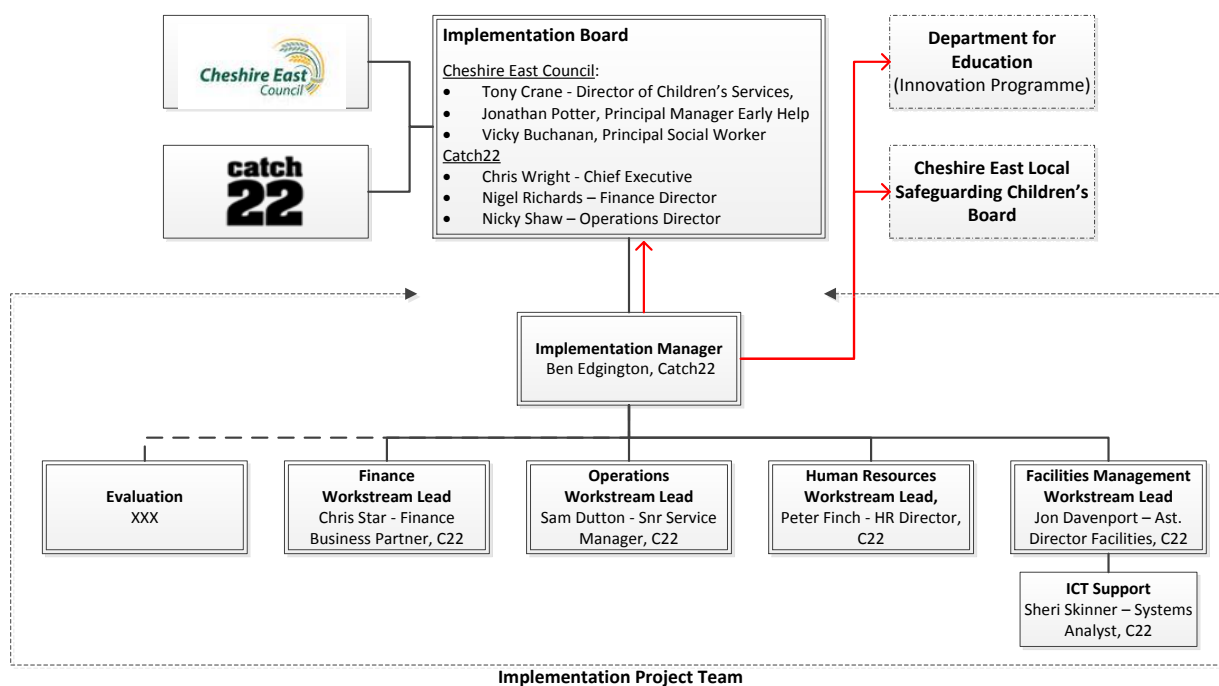 Cheshire East
Council
catch
22
Implementation Board
Cheshire East Council:
• Tony Crane - Director of Children's Services,
• Jonathan Potter, Principal Manager Early Help
• Vicky Buchanan, Principal Social Worker
Catch22
• Chris Wright - Chief Executive
• Nigel Richards – Finance Director
• Nicky Shaw – Operations Director
Department for
Education
(Innovation Programme)
Cheshire East Local
Safeguarding Children's
Board
Implementation Manager
Ben Edgington, Catch22
Evaluation
XXX
Finance
Workstream Lead
Chris Star - Finance
Business Partner, C22
Operations
Workstream Lead
Sam Dutton - Snr Service
Manager, C22
Human Resources
Workstream Lead,
Peter Finch - HR Director,
C22
Facilities Management
Workstream Lead
Jon Davenport – Ast.
Director Facilities, C22
ICT Support
Sheri Skinner – Systems
Analyst, C22
Implementation Project Team